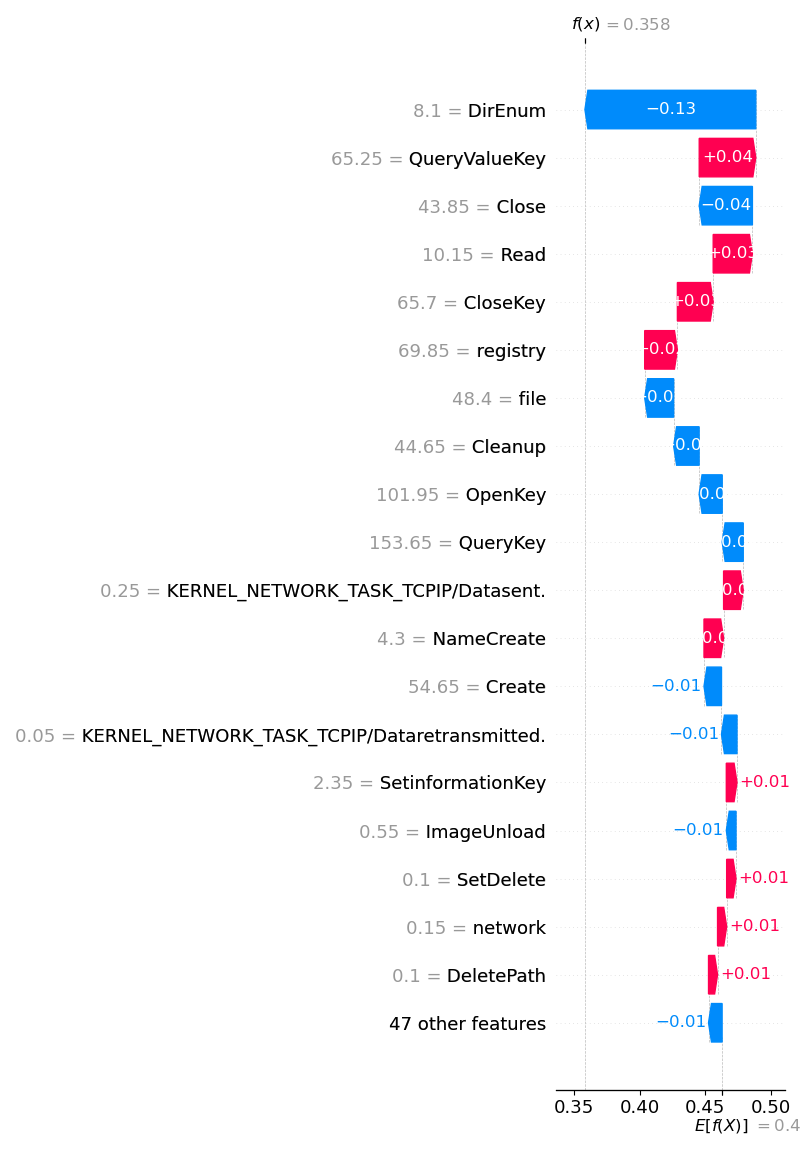 f(x) = 0.358
8.1 = DirEnum −0.13
65.25 = QueryValueKey +0.04
43.85 = Close −0.04
10.15 = Read +0.03
65.7 = CloseKey
69.85 = registry
48.4 = file
44.65 = Cleanup
101.95 = OpenKey
153.65 = QueryKey
0.25 = KERNEL_NETWORK_TASK_TCPIP/Datasent.
4.3 = NameCreate
54.65 = Create −0.01
0.05 = KERNEL_NETWORK_TASK_TCPIP/Dataretransmitted. −0.01
2.35 = SetinformationKey +0.01
0.55 = ImageUnload −0.01
0.1 = SetDelete +0.01
0.15 = network +0.01
0.1 = DeletePath +0.01
47 other features −0.01
0.35 0.40 0.45 0.50
E[f(X)] = 0.4